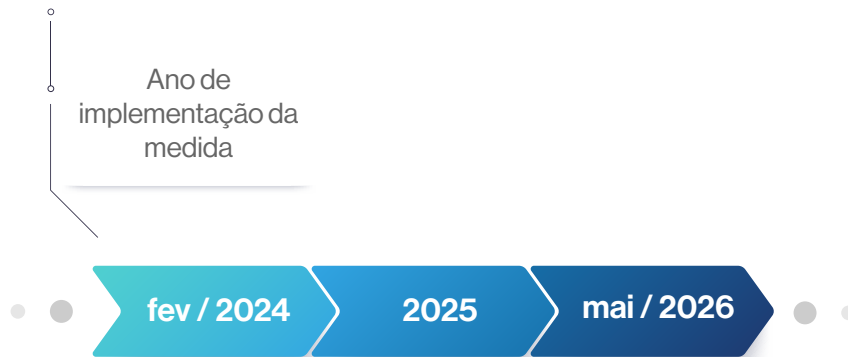 Ano de
implementação da
medida
fev / 2024
2025
mai / 2026